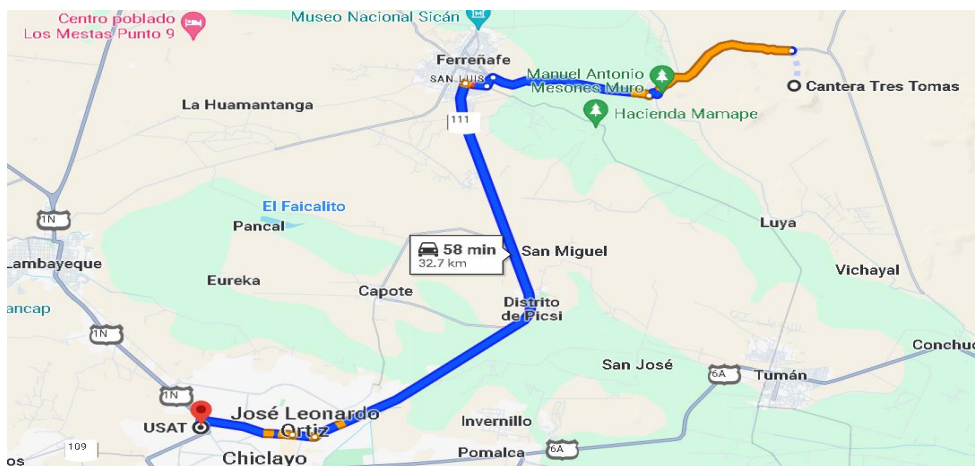 Centro poblado
Los Mestas Punto 9
Museo Nacional Sicán
Ferreñafe
SAN LUIS
Manuel Antonio
Mesones Muro
Cantera Tres Tomas
La Huamantanga
111
Hacienda Mamape
1N
El Faicalito
Pancal
Luya
58 min
32.7 km
San Miguel
Lambayeque
Eureka
Capote
Vichayal
Distrito
de Picsi
ancap
1N
San José
6A
Tumán
Conchuc
1N
USAT
José Leonardo
Ortiz
Invernillo
109
Chiclayo
Pomalca
6A
os